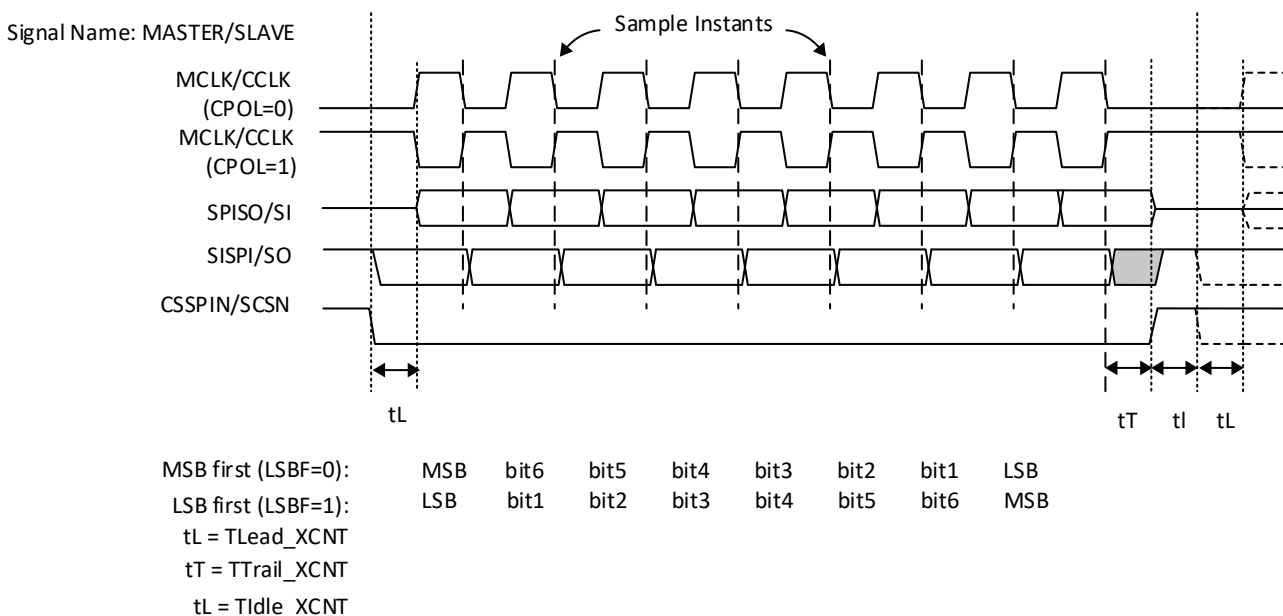 Signal Name: MASTER/SLAVE
Sample Instants
MCLK/CCLK
(CPOL=0)
MCLK/CCLK
(CPOL=1)
SPISO/SI
SISPI/SO
CSSPIN/SCSN
tL
tT tI tL
MSB first (LSBF=0): MSB bit6 bit5 bit4 bit3 bit2 bit1 LSB
LSB first (LSBF=1): LSB bit1 bit2 bit3 bit4 bit5 bit6 MSB
tL = TLead_XCNT
tT = TTrail_XCNT
tL = TIdle_XCNT